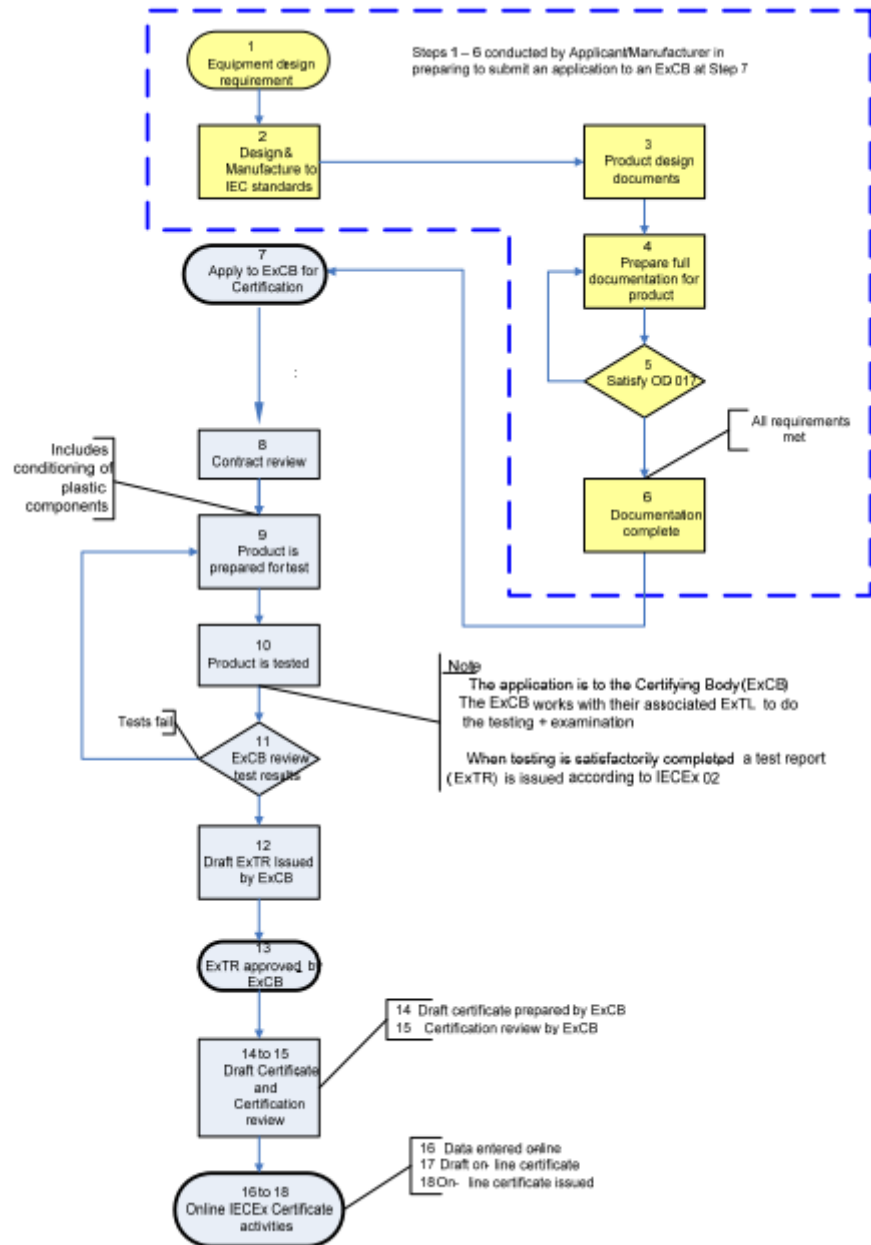 1
Equipment design
requirement
Steps 1 – 6 conducted by Applicant/Manufacturer in
preparing to submit an application to an ExCB at Step 7
2
Design &
Manufacture to
IEC standards
3
Product design
documents
4
Prepare full
documentation for
product
5
Satisfy OD 017
All requirements
met
6
Documentation
complete
7
Apply to ExCB for
Certification
:
8
Contract review
Includes
conditioning of
plastic
components
9
Product is
prepared for test
10
Product is tested
Note
The application is to the Certifying Body (ExCB)
The ExCB works with their associated ExTL to do
the testing + examination
When testing is satisfactorily completed a test report
(ExTR) is issued according to IECEx 02
Tests fail
11
ExCB review
test results
12
Draft ExTR Issued
by ExCB
13
ExTR approved by
ExCB
14 Draft certificate prepared by ExCB
15 Certification review by ExCB
14 to 15
Draft Certificate
and
Certification
review
16 Data entered online
17 Draft on- line certificate
18 On- line certificate issued
16 to 18
Online IECEx Certificate
activities